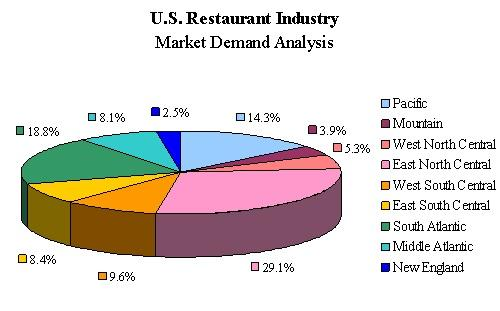 U.S. Restaurant Industry
Market Demand Analysis
2.5%
8.1%
14.3%
18.8%
3.9%
5.3%
8.4%
9.6%
29.1%
Pacific
Mountain
West North Central
East North Central
West South Central
East South Central
South Atlantic
Middle Atlantic
New England